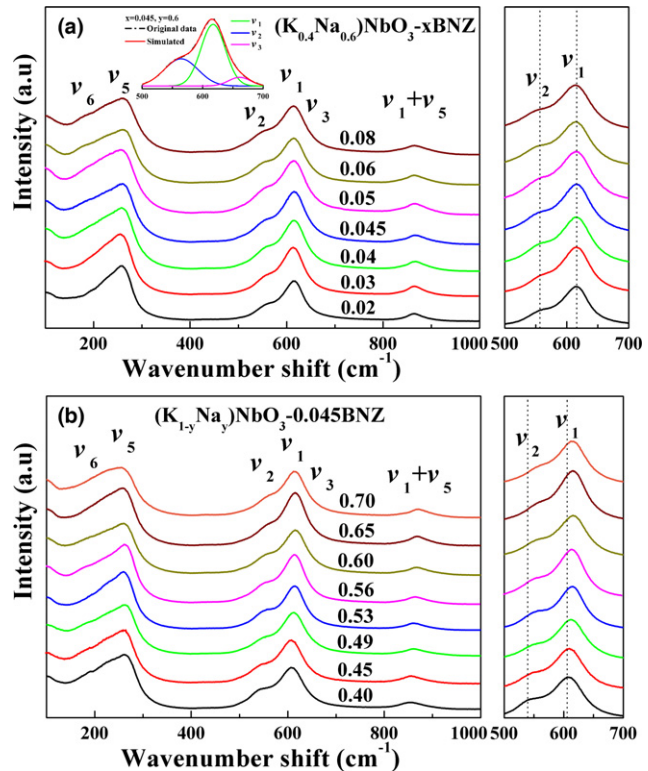 (a)
x=0.045, y=0.6
Original data
Simulated
ν1
ν2
ν3
500 600 700
(K0.4Na0.6)NbO3-xBNZ
ν6 ν5 ν2 ν1 ν3 ν1+ν5
0.08
0.06
0.05
0.045
0.04
0.03
0.02
Intensity (a.u)
200 400 600 800 1000
Wavenumber shift (cm-1)
ν2 ν1
500 600 700
(b)
(K1-yNay)NbO3-0.045BNZ
ν6 ν5 ν2 ν1 ν3 ν1+ν5
0.70
0.65
0.60
0.56
0.53
0.49
0.45
0.40
Intensity (a.u)
200 400 600 800 1000
Wavenumber shift (cm-1)
ν2 ν1
500 600 700